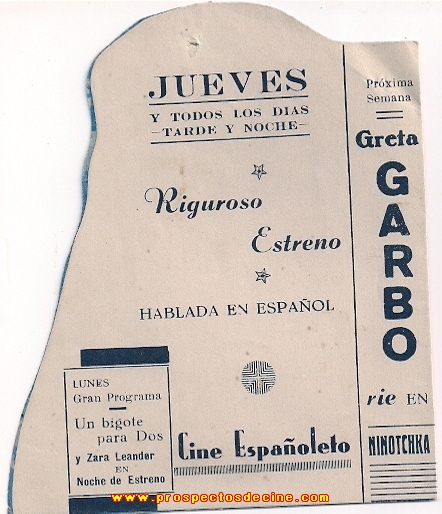 JUEVES
Y TODOS LOS DIAS
—TARDE Y NOCHE—
Riguroso
Estreno
HABLADA EN ESPAÑOL
Cine Españoleto
LUNES
Gran Programa
Un bigote
para Dos
y Zara Leander
EN
Noche de Estreno
Próxima
Semana
Greta
GARBO
rie EN
NINOTCHKA
www.prospectosdecine.com